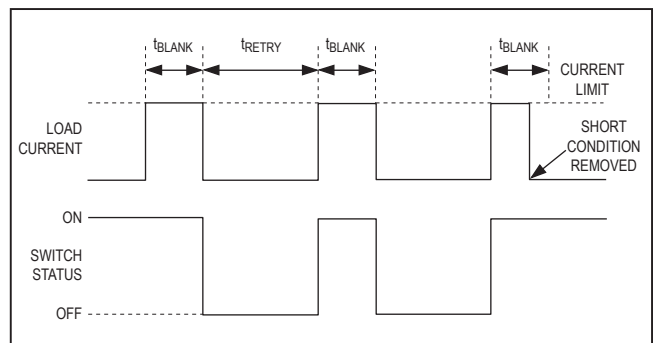 tBLANK
tRETRY
tBLANK
tBLANK
CURRENT
LIMIT
LOAD
CURRENT
SHORT
CONDITION
REMOVED
ON
SWITCH
STATUS
OFF